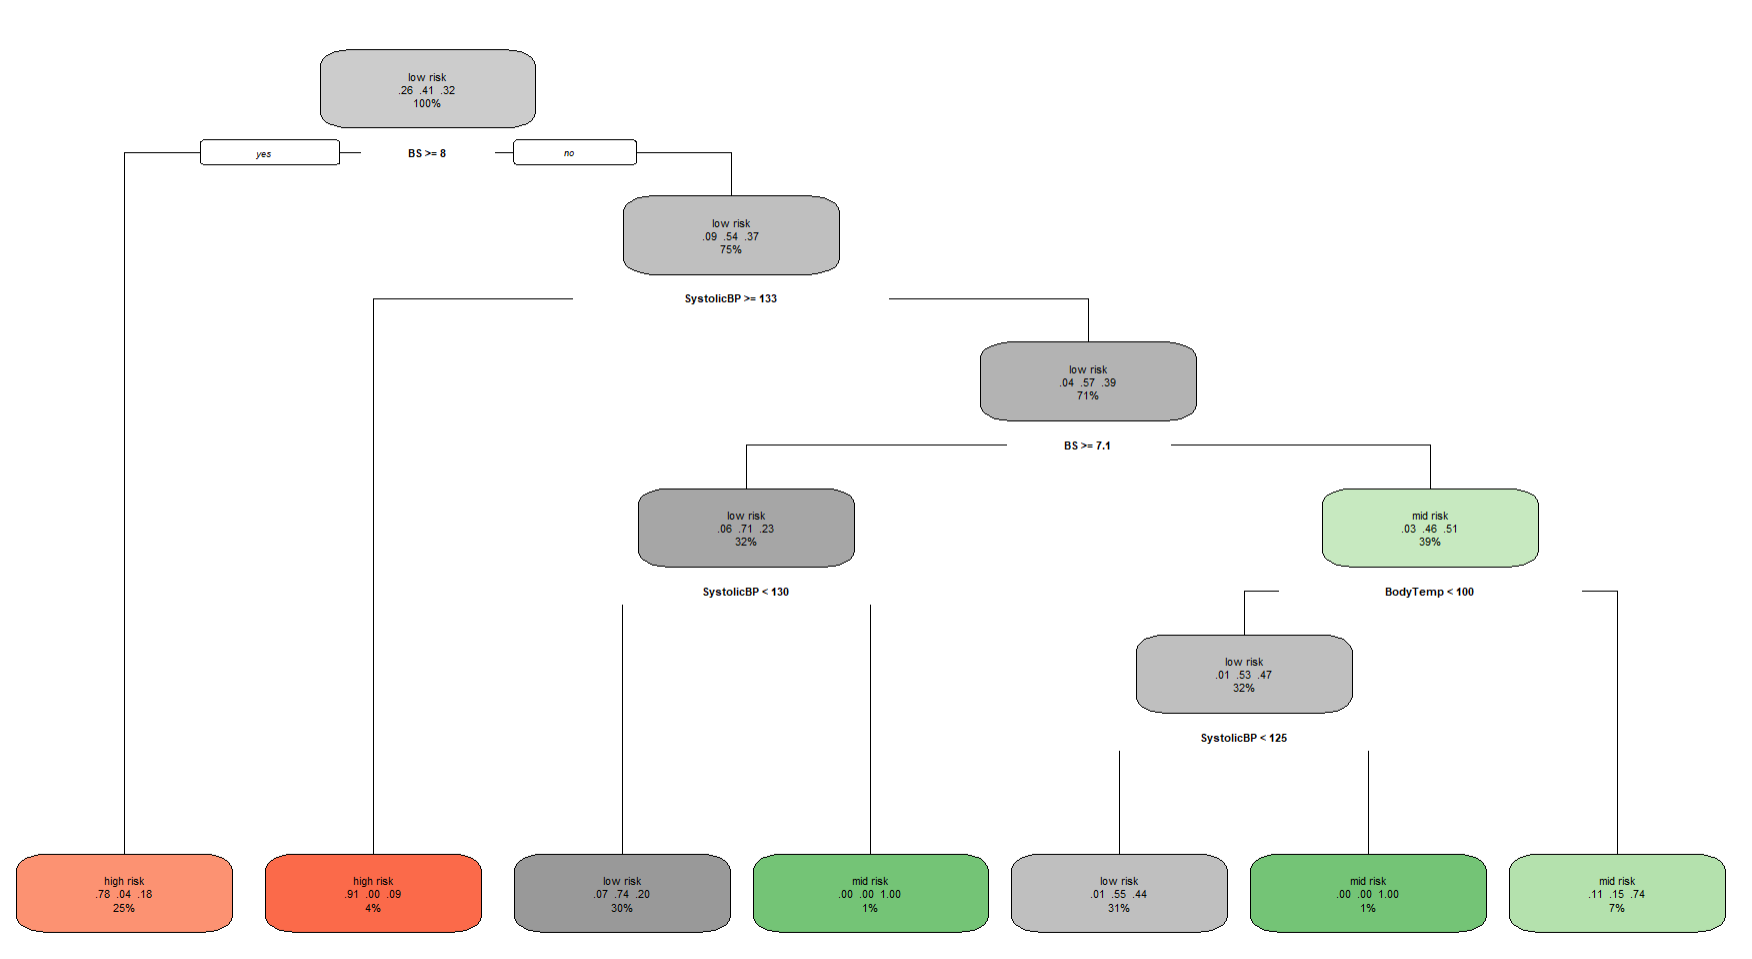 low risk
.26 .41 .32
100%
yes
BS >= 8
no
low risk
.09 .54 .37
75%
SystolicBP >= 133
low risk
.04 .57 .39
71%
BS >= 7.1
low risk
.06 .71 .23
32%
mid risk
.03 .46 .51
39%
SystolicBP < 130
BodyTemp < 100
low risk
.01 .53 .47
32%
SystolicBP < 125
high risk
.78 .04 .18
25%
high risk
.91 .00 .09
4%
low risk
.07 .74 .20
30%
mid risk
.00 .00 1.00
1%
low risk
.01 .55 .44
31%
mid risk
.00 .00 1.00
1%
mid risk
.11 .15 .74
7%